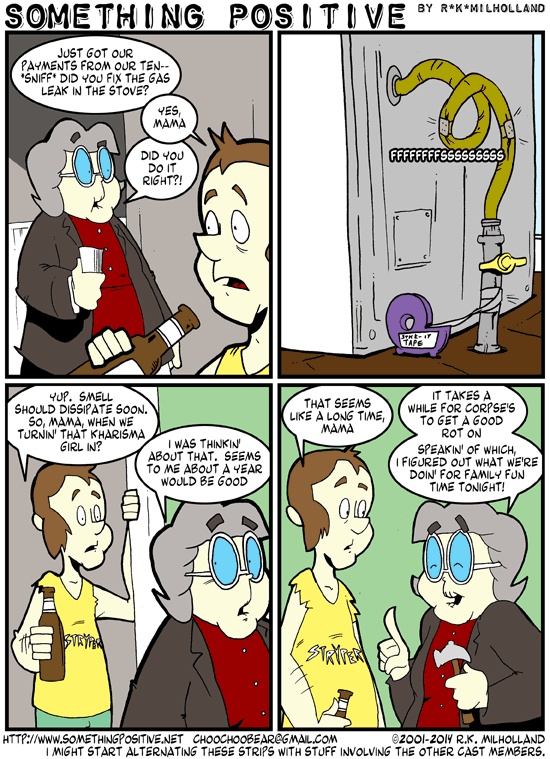 SOMETHING POSITIVE BY R*K*MILHOLLAND
JUST GOT OUR
PAYMENTS FROM OUR TEN--
*SNIFF* DID YOU FIX THE GAS
LEAK IN THE STOVE?
YES,
MAMA
DID YOU
DO IT
RIGHT?!
FFFFFFFFSSSSSSSSSS
TAPE
YUP. SMELL
SHOULD DISSIPATE SOON.
SO, MAMA, WHEN WE
TURNIN' THAT KHARISMA
GIRL IN?
I WAS THINKIN'
ABOUT THAT. SEEMS
TO ME ABOUT A YEAR
WOULD BE GOOD
STRYPER
THAT SEEMS
LIKE A LONG TIME,
MAMA
IT TAKES A
WHILE FOR CORPSE'S
TO GET A GOOD
ROT ON
SPEAKIN' OF WHICH,
I FIGURED OUT WHAT WE'RE
DOIN' FOR FAMILY FUN
TIME TONIGHT!
STRYPER
HTTP://WWW.SOMETHINGPOSITIVE.NET CHOOCHOOBEAR@GMAIL.COM ©2001-2014 R.K. MILHOLLAND
I MIGHT START ALTERNATING THESE STRIPS WITH STUFF INVOLVING THE OTHER CAST MEMBERS.